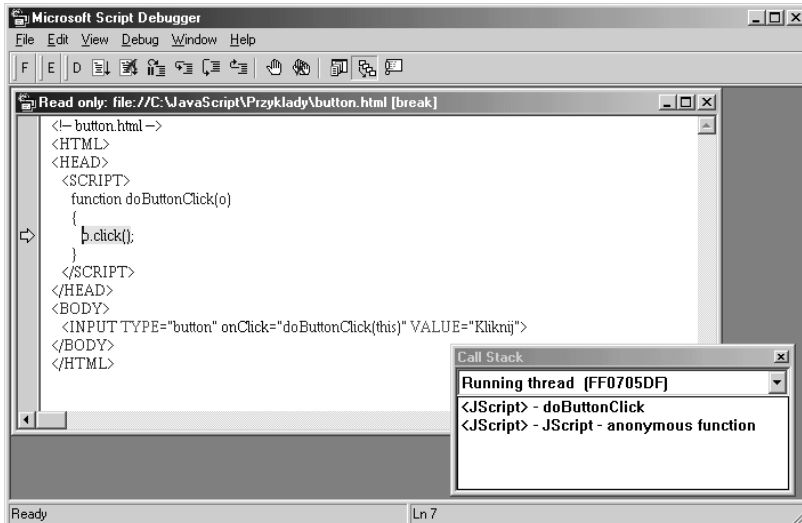 Microsoft Script Debugger
File Edit View Debug Window Help
F E D
Read only: file://C:\JavaScript\Przyklady\button.html [break]
<!– button.html –>
<HTML>
<HEAD>
<SCRIPT>
function doButtonClick(o)
{
o.click();
}
</SCRIPT>
</HEAD>
<BODY>
<INPUT TYPE="button" onClick="doButtonClick(this)" VALUE="Kliknij">
</BODY>
</HTML>
Call Stack
Running thread (FF0705DF)
<JScript> - doButtonClick
<JScript> - JScript - anonymous function
Ready
Ln 7